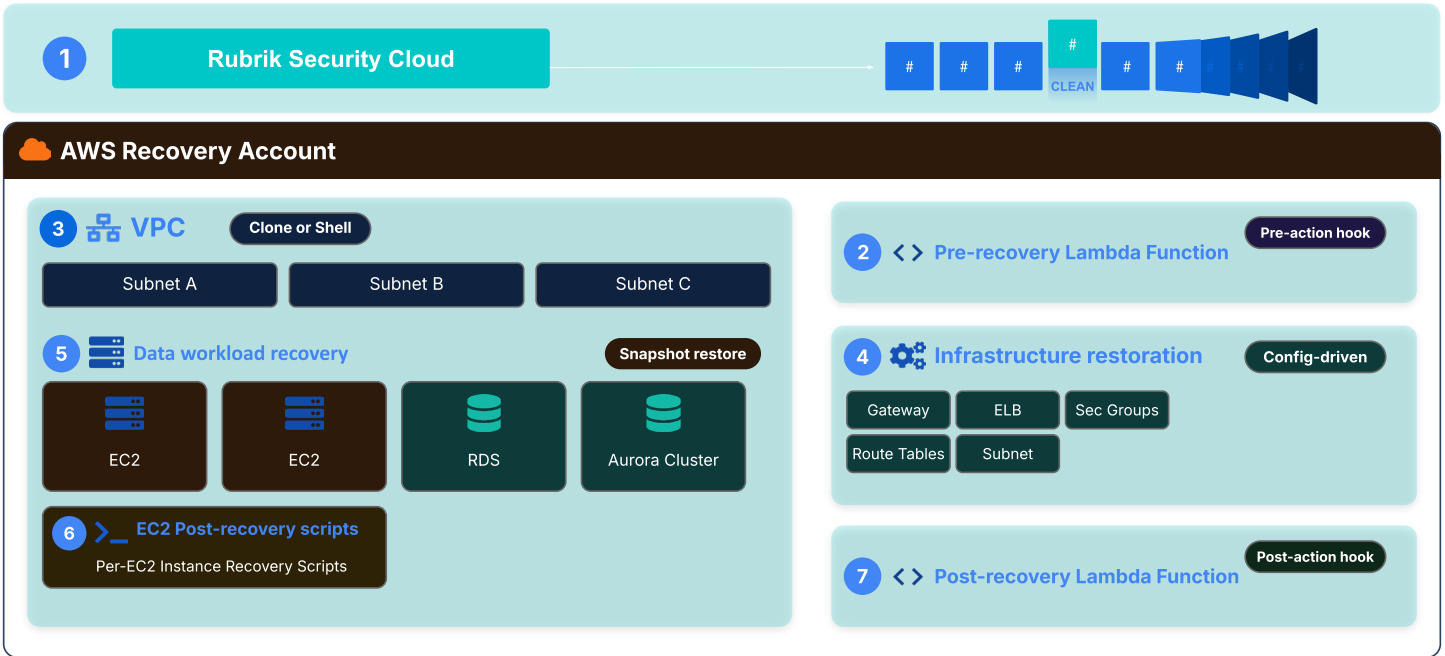 1
Rubrik Security Cloud
# # # # # # # # # #
CLEAN
AWS Recovery Account
3 VPC Clone or Shell
Subnet A Subnet B Subnet C
5 Data workload recovery Snapshot restore
EC2 EC2 RDS Aurora Cluster
6 EC2 Post-recovery scripts
Per-EC2 Instance Recovery Scripts
Pre-action hook
2 <> Pre-recovery Lambda Function
4 Infrastructure restoration Config-driven
Gateway ELB Sec Groups
Route Tables Subnet
Post-action hook
7 <> Post-recovery Lambda Function